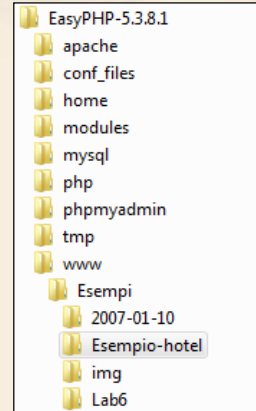 EasyPHP-5.3.8.1
apache
conf_files
home
modules
mysql
php
phpmyadmin
tmp
www
Esempi
2007-01-10
Esempio-hotel
img
Lab6